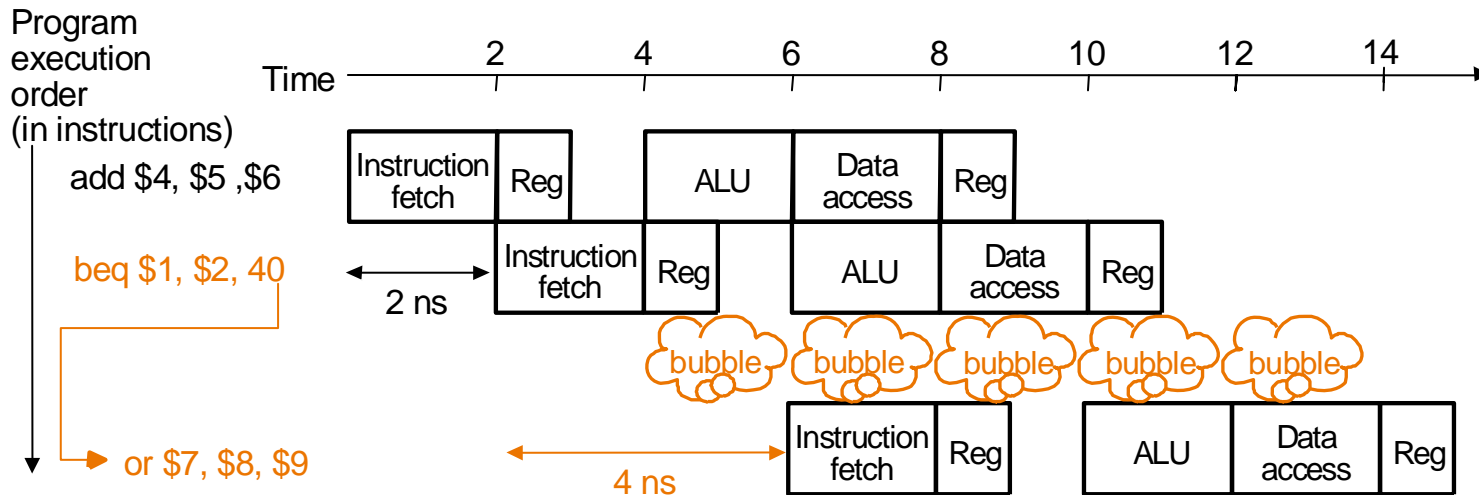 Program
execution
order
(in instructions)
Time
2 4 6 8 10 12 14
add $4, $5 ,$6
Instruction
fetch
Reg
ALU
Data
access
Reg
beq $1, $2, 40
2 ns
Instruction
fetch
Reg
ALU
Data
access
Reg
bubble bubble bubble bubble bubble
or $7, $8, $9
4 ns
Instruction
fetch
Reg
ALU
Data
access
Reg